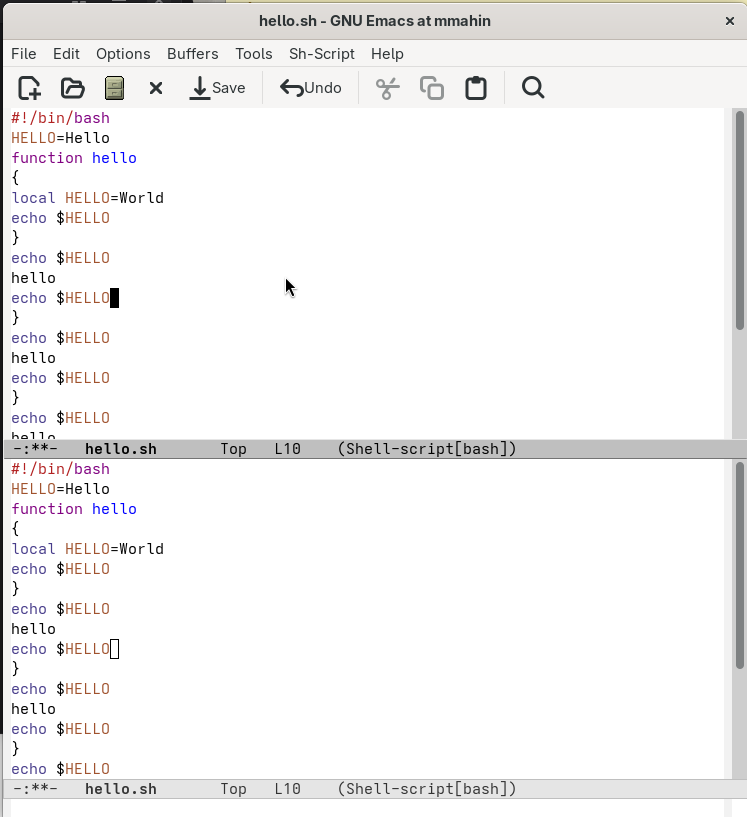 hello.sh - GNU Emacs at mmahin
File Edit Options Buffers Tools Sh-Script Help
Save Undo
#!/bin/bash
HELLO=Hello
function hello
{
local HELLO=World
echo $HELLO
}
echo $HELLO
hello
echo $HELLO
}
echo $HELLO
hello
echo $HELLO
}
echo $HELLO
hello
-:**- hello.sh Top L10 (Shell-script[bash])
#!/bin/bash
HELLO=Hello
function hello
{
local HELLO=World
echo $HELLO
}
echo $HELLO
hello
echo $HELLO
}
echo $HELLO
hello
echo $HELLO
}
echo $HELLO
-:**- hello.sh Top L10 (Shell-script[bash])